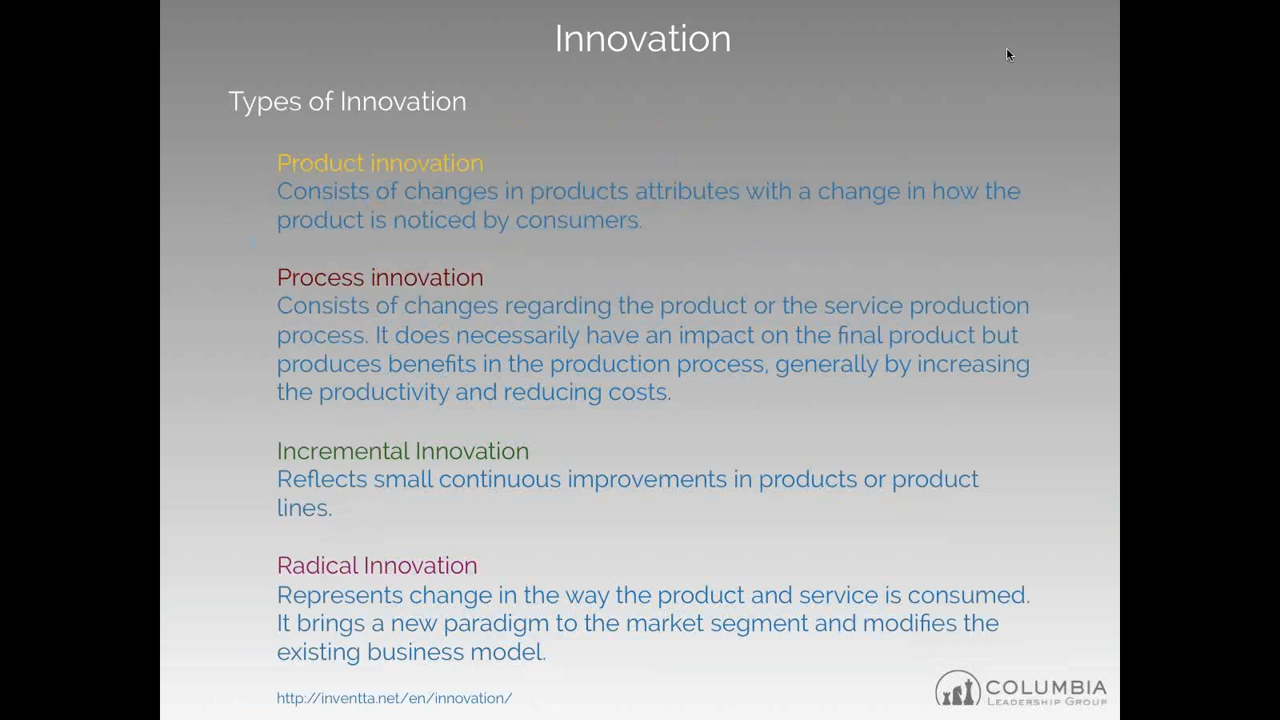 Innovation
Types of Innovation
Product innovation
Consists of changes in products attributes with a change in how the
product is noticed by consumers.
Process innovation
Consists of changes regarding the product or the service production
process. It does necessarily have an impact on the final product but
produces benefits in the production process, generally by increasing
the productivity and reducing costs.
Incremental Innovation
Reflects small continuous improvements in products or product
lines.
Radical Innovation
Represents change in the way the product and service is consumed.
It brings a new paradigm to the market segment and modifies the
existing business model.
http://inventta.net/en/innovation/
COLUMBIA
LEADERSHIP GROUP